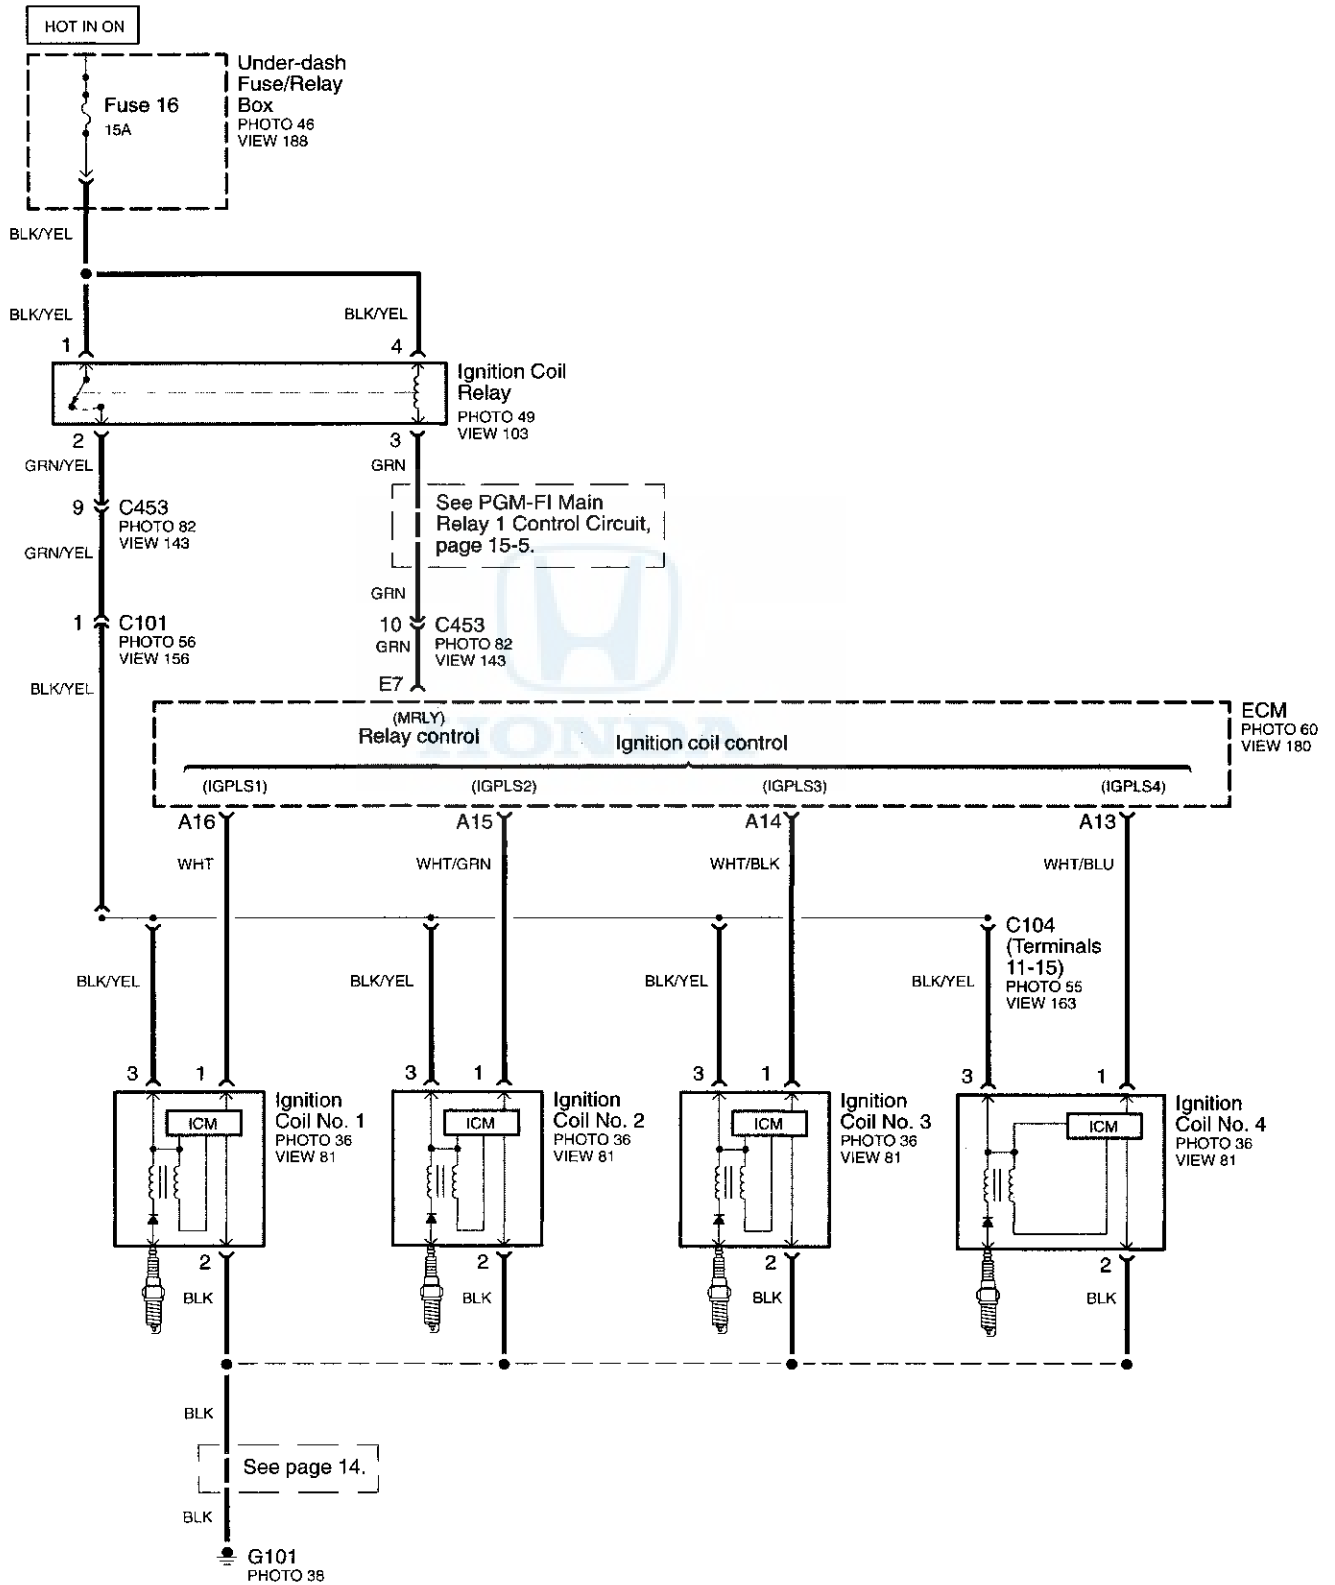 HOT IN ON
Under-dash
Fuse/Relay
Box
PHOTO 46
VIEW 188
Fuse 16
15A
BLK/YEL
BLK/YEL
BLK/YEL
1
4
Ignition Coil
Relay
PHOTO 49
VIEW 103
2
3
GRN/YEL
GRN
9
C453
PHOTO 82
VIEW 143
See PGM-FI Main
Relay 1 Control Circuit,
page 15-5.
GRN/YEL
GRN
1
C101
PHOTO 56
VIEW 156
10
C453
PHOTO 82
VIEW 143
GRN
BLK/YEL
E7
HONDA
ECM
PHOTO 60
VIEW 180
(MRLY)
Relay control
Ignition coil control
(IGPLS1)
(IGPLS2)
(IGPLS3)
(IGPLS4)
A16
A15
A14
A13
WHT
WHT/GRN
WHT/BLK
WHT/BLU
C104
(Terminals
11-15)
PHOTO 55
VIEW 163
BLK/YEL
BLK/YEL
BLK/YEL
BLK/YEL
3
1
3
1
3
1
3
1
ICM
Ignition
Coil No. 1
PHOTO 36
VIEW 81
ICM
Ignition
Coil No. 2
PHOTO 36
VIEW 81
ICM
Ignition
Coil No. 3
PHOTO 36
VIEW 81
ICM
Ignition
Coil No. 4
PHOTO 36
VIEW 81
2
2
2
2
BLK
BLK
BLK
BLK
BLK
See page 14.
BLK
G101
PHOTO 38